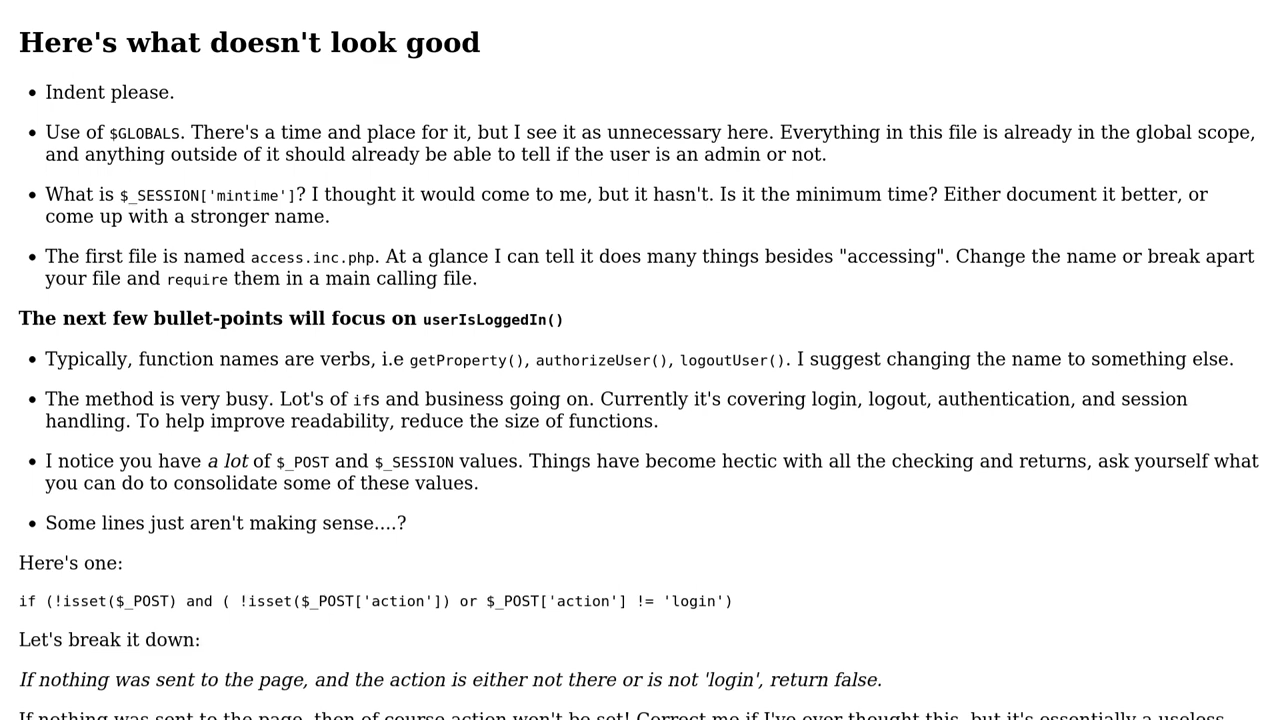 Here's what doesn't look good
• Indent please.
• Use of $GLOBALS. There's a time and place for it, but I see it as unnecessary here. Everything in this file is already in the global scope,
and anything outside of it should already be able to tell if the user is an admin or not.
• What is $_SESSION['mintime']? I thought it would come to me, but it hasn't. Is it the minimum time? Either document it better, or
come up with a stronger name.
• The first file is named access.inc.php. At a glance I can tell it does many things besides "accessing". Change the name or break apart
your file and require them in a main calling file.
The next few bullet-points will focus on userIsLoggedIn()
• Typically, function names are verbs, i.e getProperty(), authorizeUser(), logoutUser(). I suggest changing the name to something else.
• The method is very busy. Lot's of ifs and business going on. Currently it's covering login, logout, authentication, and session
handling. To help improve readability, reduce the size of functions.
• I notice you have a lot of $_POST and $_SESSION values. Things have become hectic with all the checking and returns, ask yourself what
you can do to consolidate some of these values.
• Some lines just aren't making sense....?
Here's one:
if (!isset($_POST) and ( !isset($_POST['action']) or $_POST['action'] != 'login')
Let's break it down:
If nothing was sent to the page, and the action is either not there or is not 'login', return false.
If nothing was sent to the page, then of course action won't be set! Correct me if I've over thought this, but it's essentially a useless